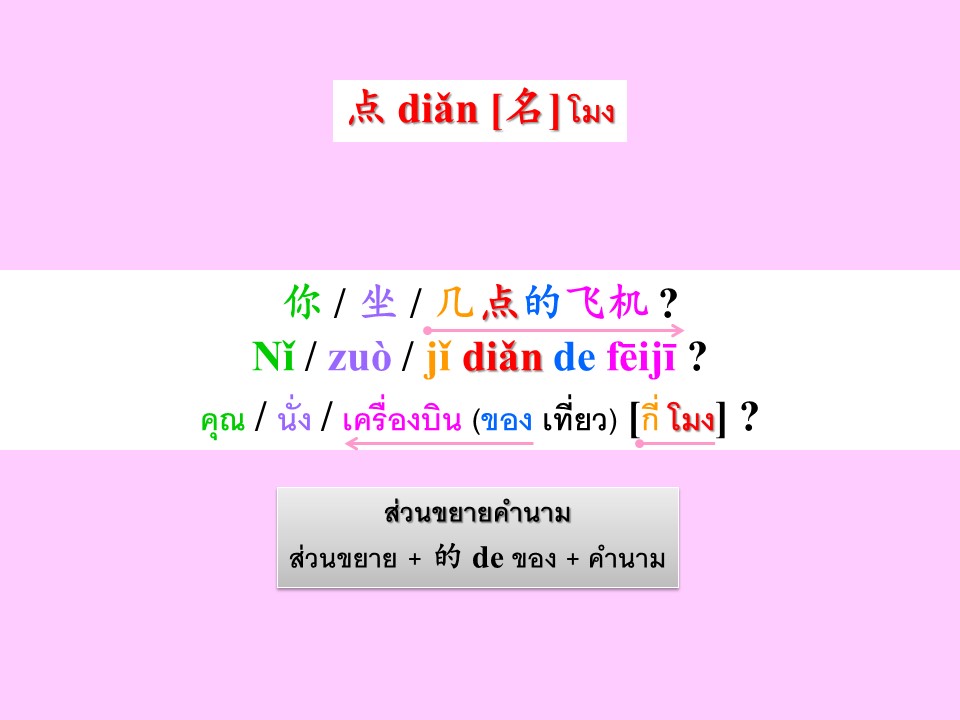 点 diǎn [名] โมง
你 / 坐 / 几点的飞机 ?
Nǐ / zuò / jǐ diǎn de fēijī ?
คุณ / นั่ง / เครื่องบิน (ของ เที่ยว) [กี่ โมง] ?
ส่วนขยายคำนาม
ส่วนขยาย + 的 de ของ + คำนาม